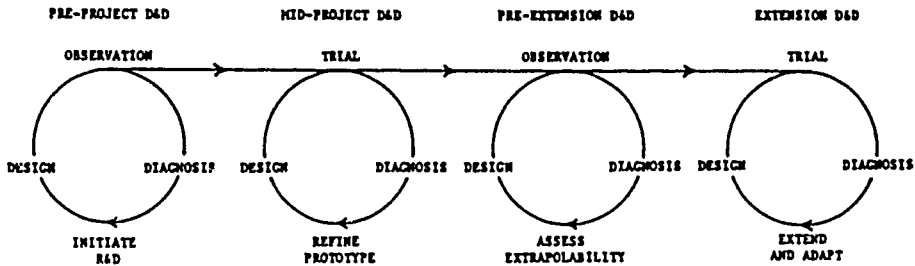 PRE-PROJECT D&D MID-PROJECT D&D PRE-EXTENSION D&D EXTENSION D&D
OBSERVATION TRIAL OBSERVATION TRIAL
DESIGN DIAGNOSIS DESIGN DIAGNOSIS DESIGN DIAGNOSIS DESIGN DIAGNOSIS
INITIATE REFINE ASSESS EXTEND
R&D PROTOTYPE EXTRAPOLABILITY AND ADAPT